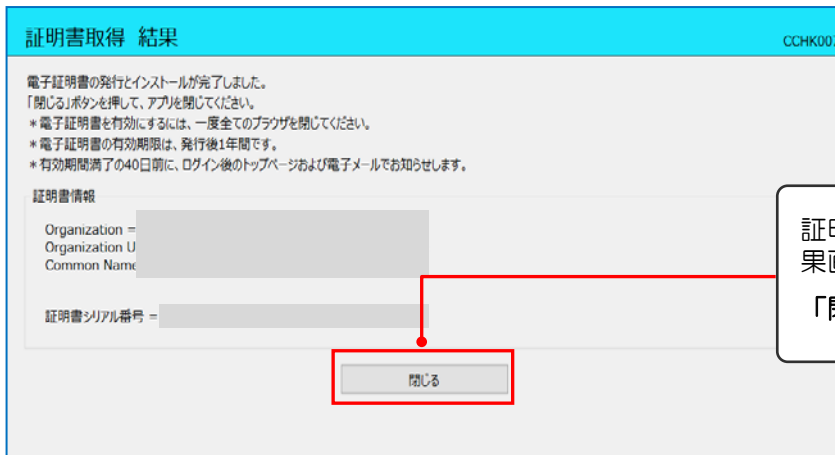 証明書取得 結果
CCHK007
電子証明書の発行とインストールが完了しました。
「閉じる」ボタンを押して、アプリを閉じてください。
*電子証明書を有効にするには、一度全てのブラウザを閉じてください。
*電子証明書の有効期限は、発行後1年間です。
*有効期間満了の40日前に、ログイン後のトップページおよび電子メールでお知らせします。
証明書情報
Organization =
Organization U
Common Name
証明書シリアル番号 =
証
果
「閉
閉じる